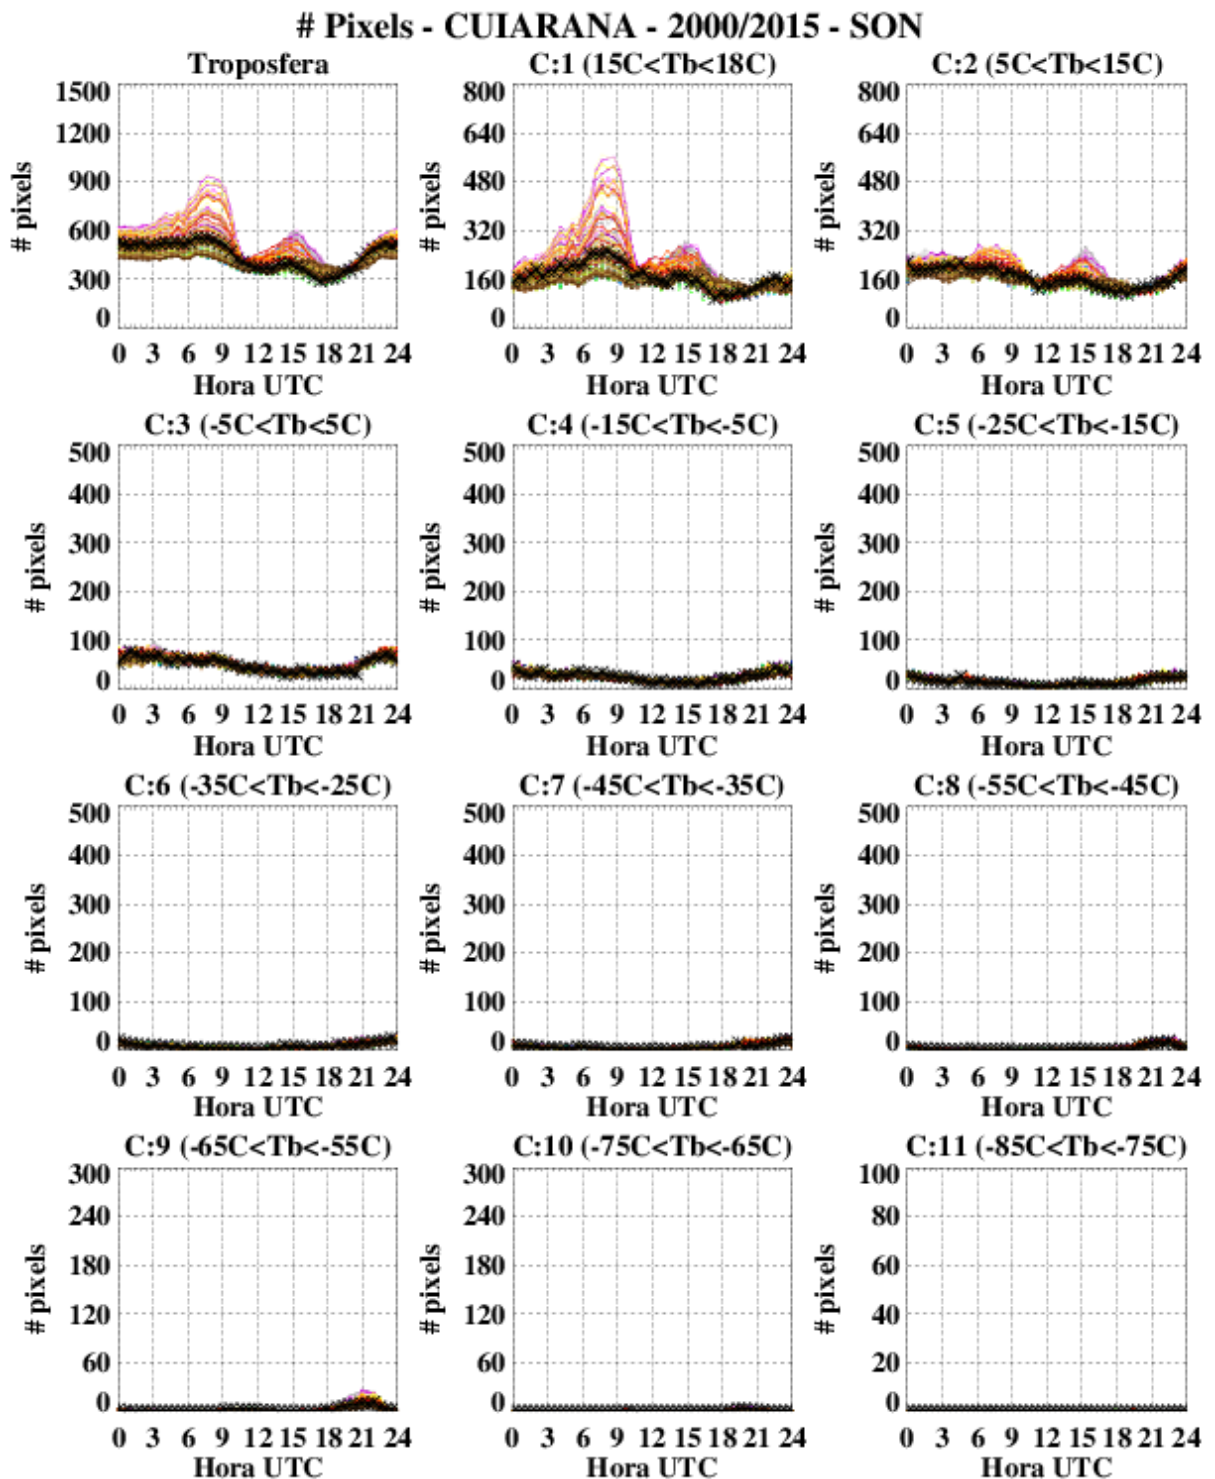 # Pixels - CUIARANA - 2000/2015 - SON
Troposfera
C:1 (15C<Tb<18C)
C:2 (5C<Tb<15C)
1500
1200
900
600
300
0
# pixels
0 3 6 9 12 15 18 21 24
Hora UTC
800
640
480
320
160
0
# pixels
0 3 6 9 12 15 18 21 24
Hora UTC
800
640
480
320
160
0
# pixels
0 3 6 9 12 15 18 21 24
Hora UTC
C:3 (-5C<Tb<5C)
C:4 (-15C<Tb<-5C)
C:5 (-25C<Tb<-15C)
500
400
300
200
100
0
# pixels
0 3 6 9 12 15 18 21 24
Hora UTC
500
400
300
200
100
0
# pixels
0 3 6 9 12 15 18 21 24
Hora UTC
500
400
300
200
100
0
# pixels
0 3 6 9 12 15 18 21 24
Hora UTC
C:6 (-35C<Tb<-25C)
C:7 (-45C<Tb<-35C)
C:8 (-55C<Tb<-45C)
500
400
300
200
100
0
# pixels
0 3 6 9 12 15 18 21 24
Hora UTC
500
400
300
200
100
0
# pixels
0 3 6 9 12 15 18 21 24
Hora UTC
500
400
300
200
100
0
# pixels
0 3 6 9 12 15 18 21 24
Hora UTC
C:9 (-65C<Tb<-55C)
C:10 (-75C<Tb<-65C)
C:11 (-85C<Tb<-75C)
300
240
180
120
60
0
# pixels
0 3 6 9 12 15 18 21 24
Hora UTC
300
240
180
120
60
0
# pixels
0 3 6 9 12 15 18 21 24
Hora UTC
100
80
60
40
20
0
# pixels
0 3 6 9 12 15 18 21 24
Hora UTC